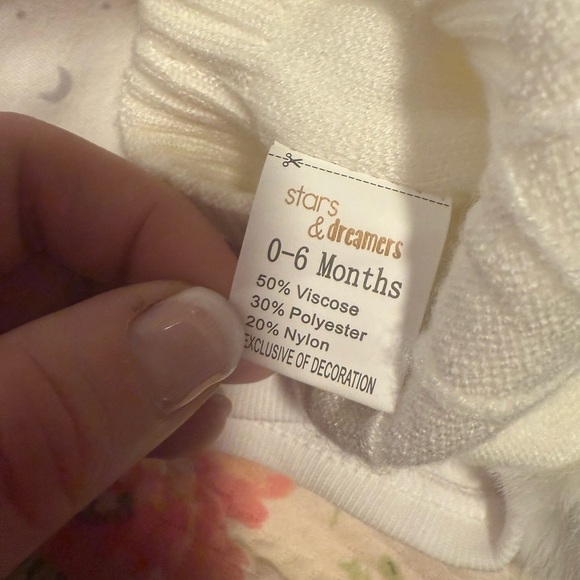 stars
& dreamers
0-6 Months
50% Viscose
30% Polyester
20% Nylon
EXCLUSIVE OF DECORATION